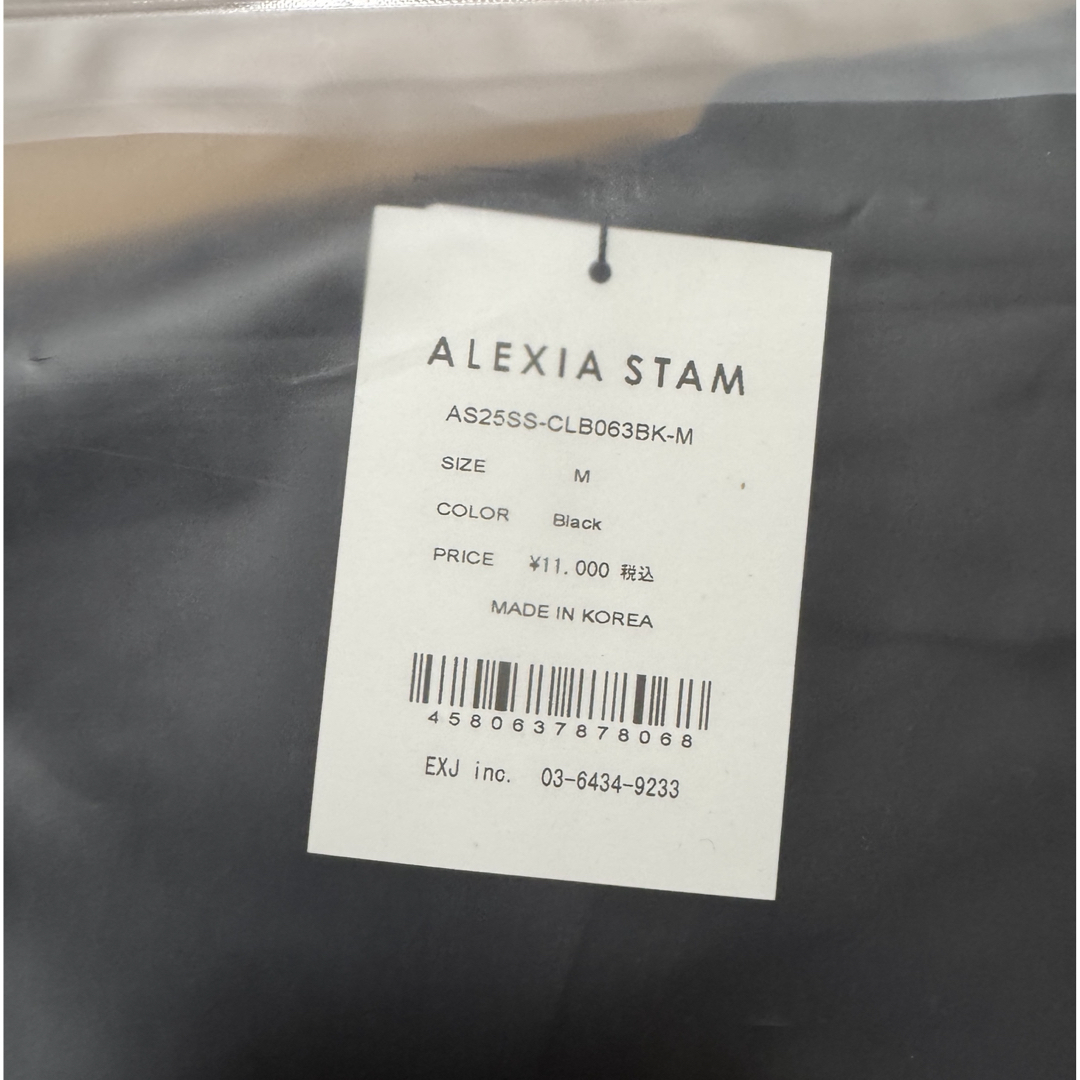 ALEXIA STAM
AS25SS-CLB063BK-M
SIZE M
COLOR Black
PRICE ¥11.000 税込
MADE IN KOREA
4580637878068
EXJ inc. 03-6434-9233